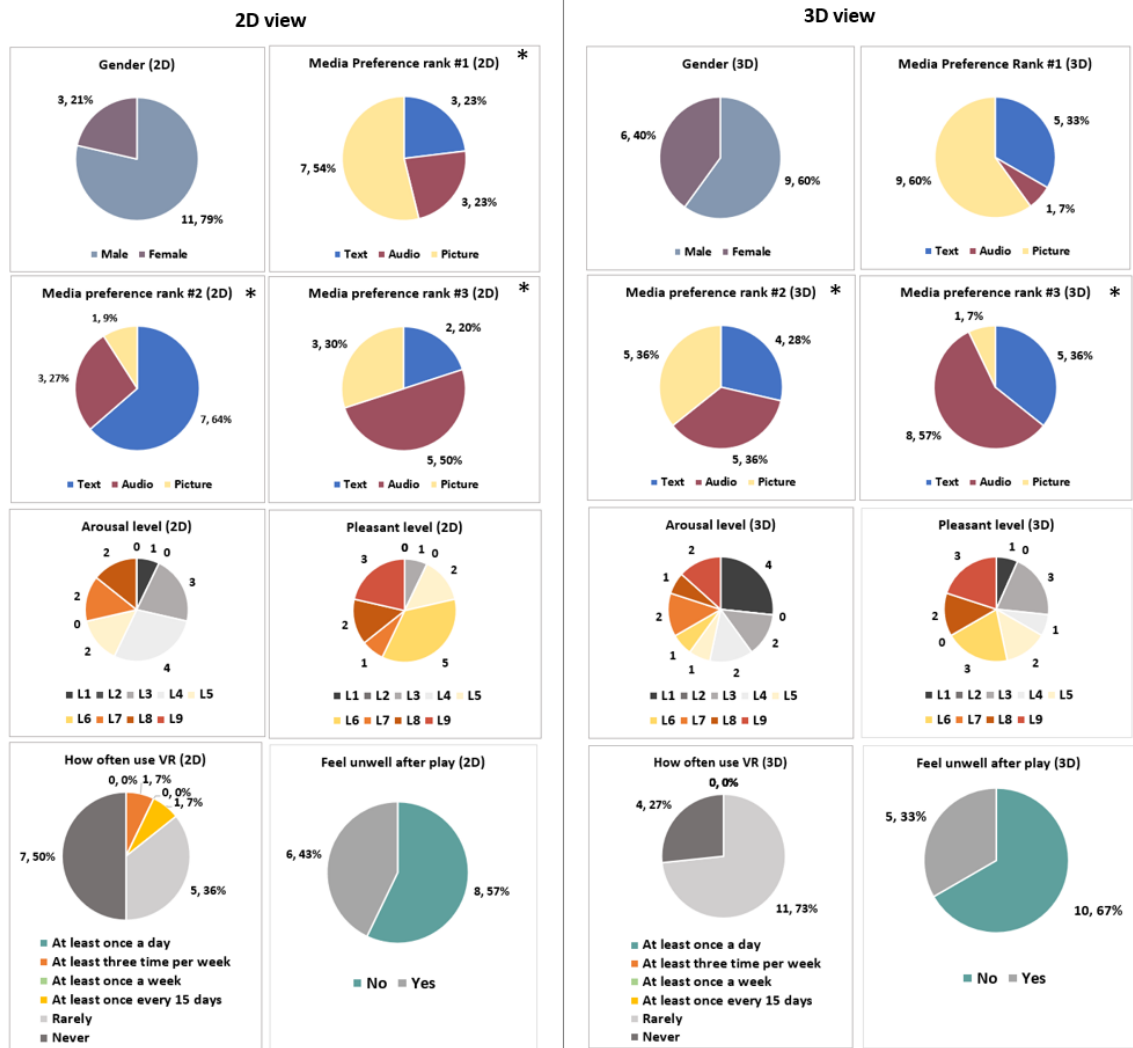 2D view
Gender (2D)
3, 21%
11, 79%
Male Female
Media Preference rank #1 (2D) *
3, 23%
7, 54%
3, 23%
Text Audio Picture
Media preference rank #2 (2D) *
1, 9%
3, 27%
7, 64%
Text Audio Picture
Media preference rank #3 (2D) *
2, 20%
3, 30%
5, 50%
Text Audio Picture
Arousal level (2D)
0 1 0
2
3
2
0
2
4
L1 L2 L3 L4 L5
L6 L7 L8 L9
Pleasant level (2D)
0 1 0
3
2
2
1
5
L1 L2 L3 L4 L5
L6 L7 L8 L9
How often use VR (2D)
0, 0% 1, 7%
0, 0%
1, 7%
7, 50%
5, 36%
At least once a day
At least three time per week
At least once a week
At least once every 15 days
Rarely
Never
Feel unwell after play (2D)
6, 43%
8, 57%
No Yes
3D view
Gender (3D)
6, 40%
9, 60%
Male Female
Media Preference Rank #1 (3D)
5, 33%
9, 60%
1, 7%
Text Audio Picture
Media preference rank #2 (3D) *
4, 28%
5, 36%
5, 36%
Text Audio Picture
Media preference rank #3 (3D) *
1, 7%
5, 36%
8, 57%
Text Audio Picture
Arousal level (3D)
2
4
1
2
0
1
2
1
2
L1 L2 L3 L4 L5
L6 L7 L8 L9
Pleasant level (3D)
1 0
3
3
2
1
0
3
2
L1 L2 L3 L4 L5
L6 L7 L8 L9
How often use VR (3D)
0, 0%
4, 27%
11, 73%
At least once a day
At least three time per week
At least once a week
At least once every 15 days
Rarely
Never
Feel unwell after play (3D)
5, 33%
10, 67%
No Yes